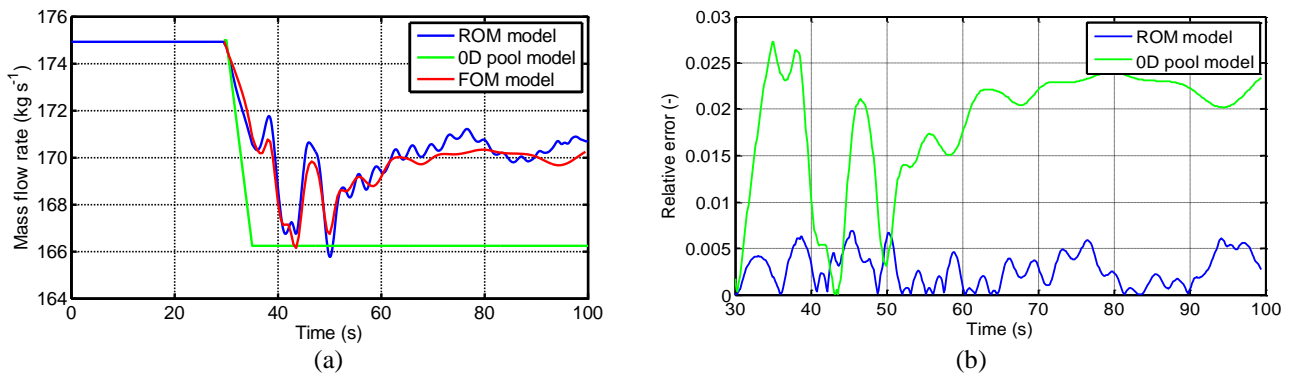 176
174
172
170
168
166
164
Mass flow rate (kg s⁻¹)
0 20 40 60 80 100
Time (s)
ROM model
0D pool model
FOM model
(a)
0.03
0.025
0.02
0.015
0.01
0.005
0
Relative error (-)
30 40 50 60 70 80 90 100
Time (s)
ROM model
0D pool model
(b)